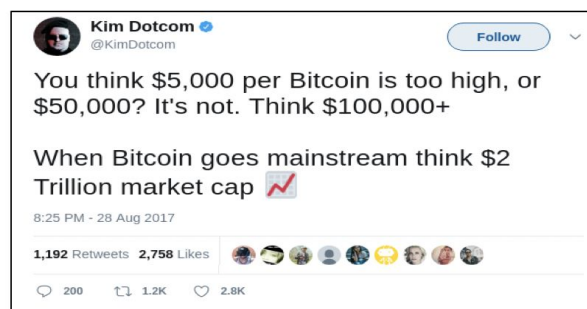 Kim Dotcom
@KimDotcom
Follow
You think $5,000 per Bitcoin is too high, or
$50,000? It's not. Think $100,000+
When Bitcoin goes mainstream think $2
Trillion market cap 📈
8:25 PM - 28 Aug 2017
1,192 Retweets 2,758 Likes
200 1.2K 2.8K